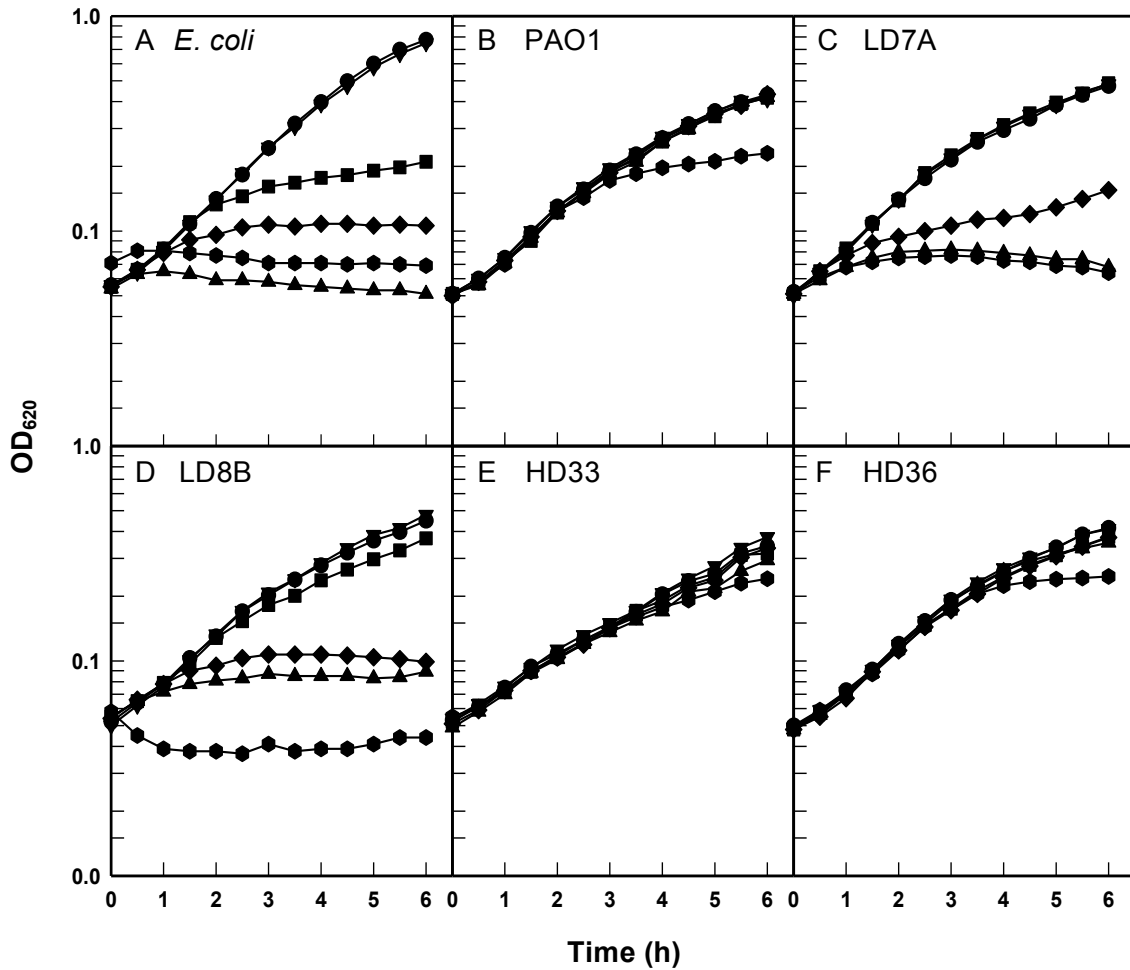 1.0
A E. coli
B PAO1
C LD7A
0.1
1.0
OD620
D LD8B
E HD33
F HD36
0.1
0.0
0 1 2 3 4 5 6 0 1 2 3 4 5 6 0 1 2 3 4 5 6
Time (h)